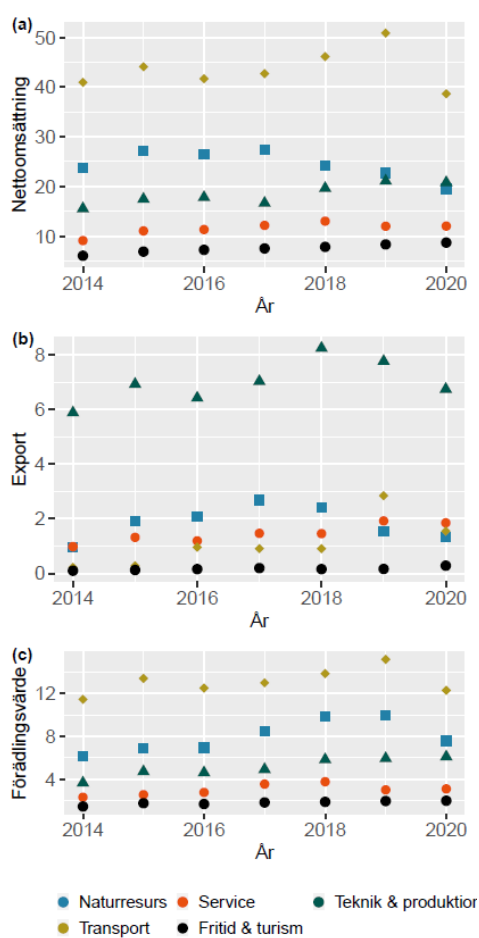 (a)
50
40
30
20
10
Nettoomsättning
2014 2016 2018 2020
År
(b)
8
6
4
2
0
Export
2014 2016 2018 2020
År
(c)
12
8
4
Förädlingsvärde
2014 2016 2018 2020
År
Naturresurs Service Teknik & produktion
Transport Fritid & turism